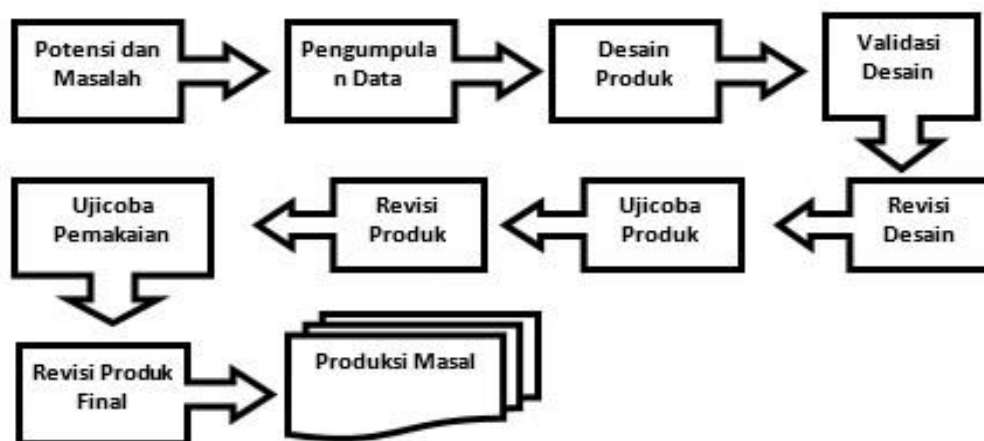 Potensi dan
Masalah
Pengumpula
n Data
Desain
Produk
Validasi
Desain
Revisi
Desain
Ujicoba
Produk
Revisi
Produk
Ujicoba
Pemakaian
Revisi Produk
Final
Produksi Masal